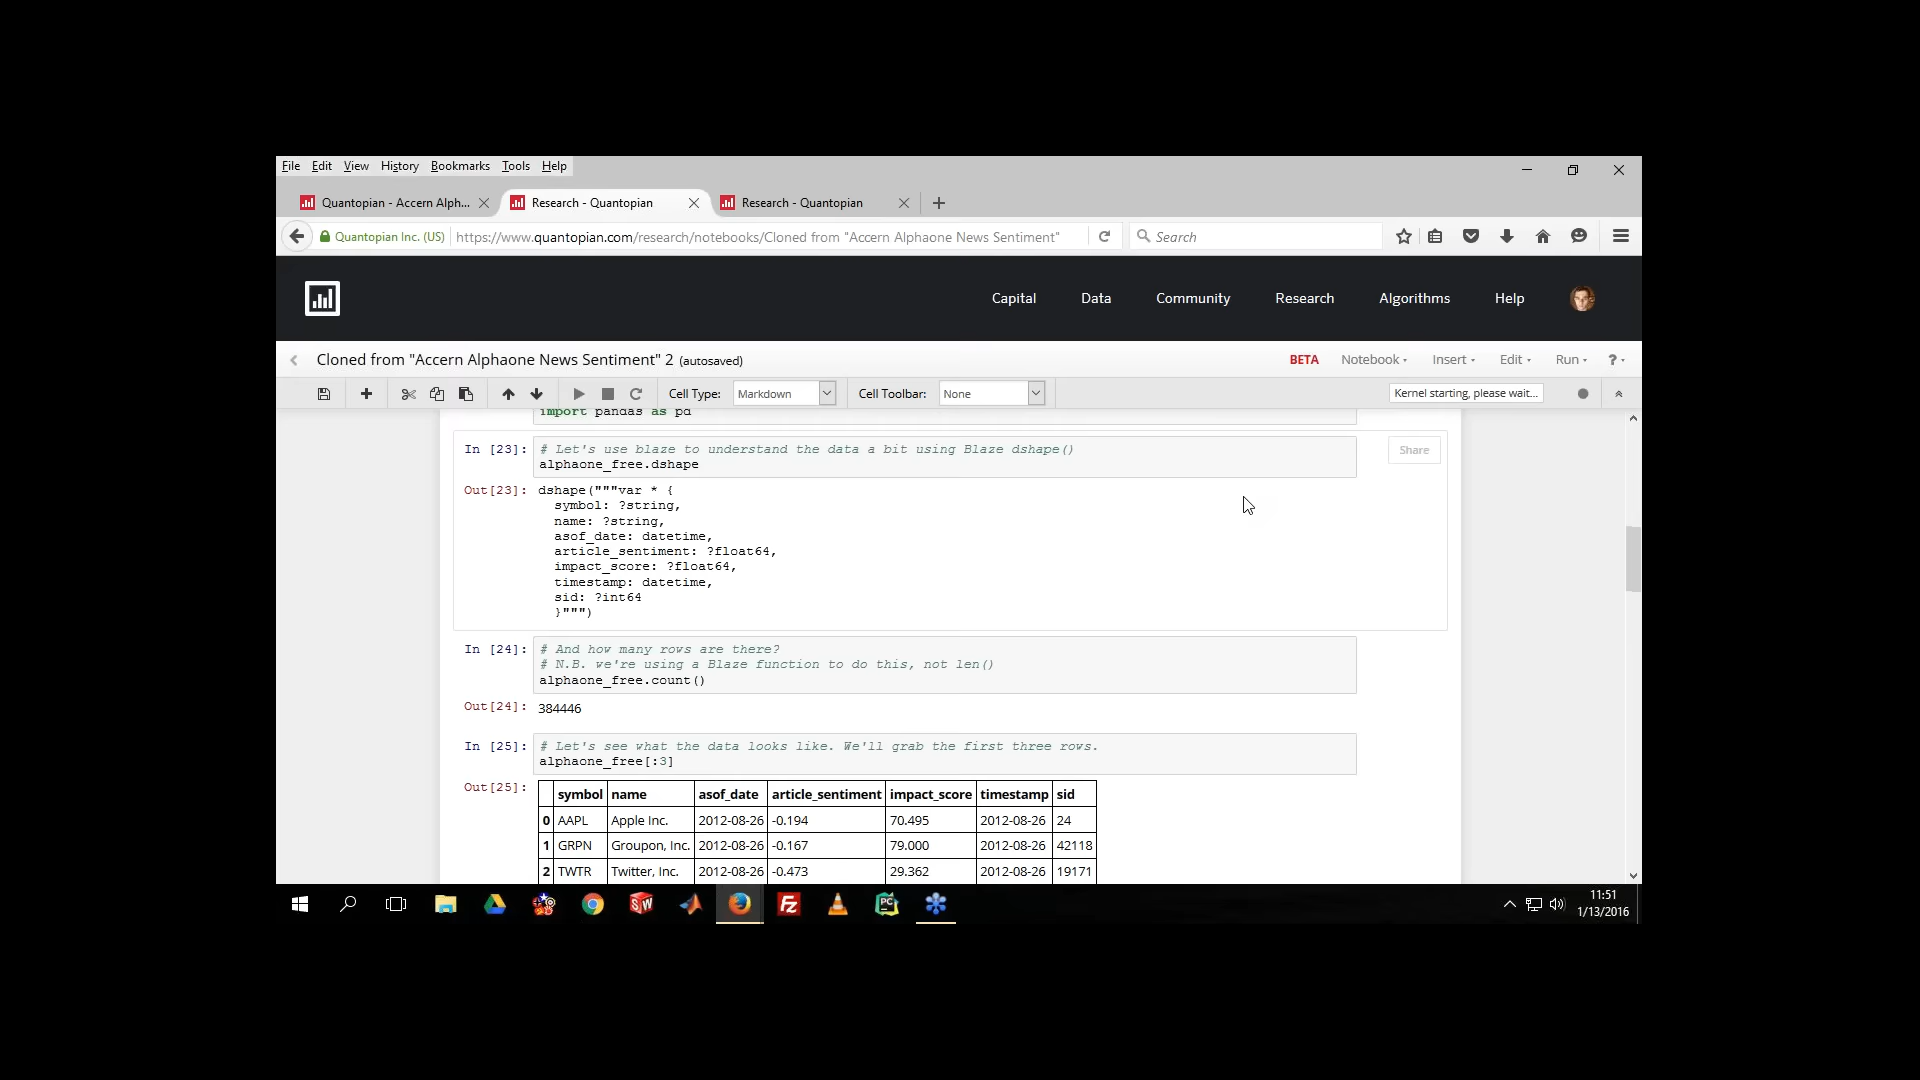 File Edit View History Bookmarks Tools Help
Quantopian - Accern Alph... Research - Quantopian Research - Quantopian
Quantopian Inc. (US) https://www.quantopian.com/research/notebooks/Cloned from "Accern Alphaone News Sentiment" Search
Capital Data Community Research Algorithms Help
Cloned from "Accern Alphaone News Sentiment" 2 (autosaved) BETA Notebook Insert Edit Run ?
Cell Type: Markdown Cell Toolbar: None Kernel starting, please wait...
import pandas as pd
In [23]: # Let's use blaze to understand the data a bit using Blaze dshape() Share
alphaone_free.dshape
Out[23]: dshape("""var * {
symbol: ?string,
name: ?string,
asof_date: datetime,
article_sentiment: ?float64,
impact_score: ?float64,
timestamp: datetime,
sid: ?int64
}""")
In [24]: # And how many rows are there?
# N.B. we're using a Blaze function to do this, not len()
alphaone_free.count()
Out[24]: 384446
In [25]: # Let's see what the data looks like. We'll grab the first three rows.
alphaone_free[:3]
Out[25]: symbol name asof_date article_sentiment impact_score timestamp sid
0 AAPL Apple Inc. 2012-08-26 -0.194 70.495 2012-08-26 24
1 GRPN Groupon, Inc. 2012-08-26 -0.167 79.000 2012-08-26 42118
2 TWTR Twitter, Inc. 2012-08-26 -0.473 29.362 2012-08-26 19171
SW Fz PC 11:51
1/13/2016